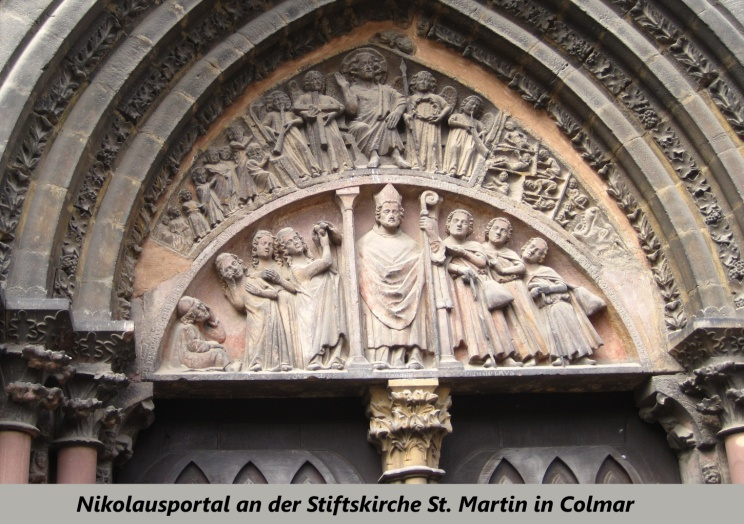 Nikolausportal an der Stiftskirche St. Martin in Colmar